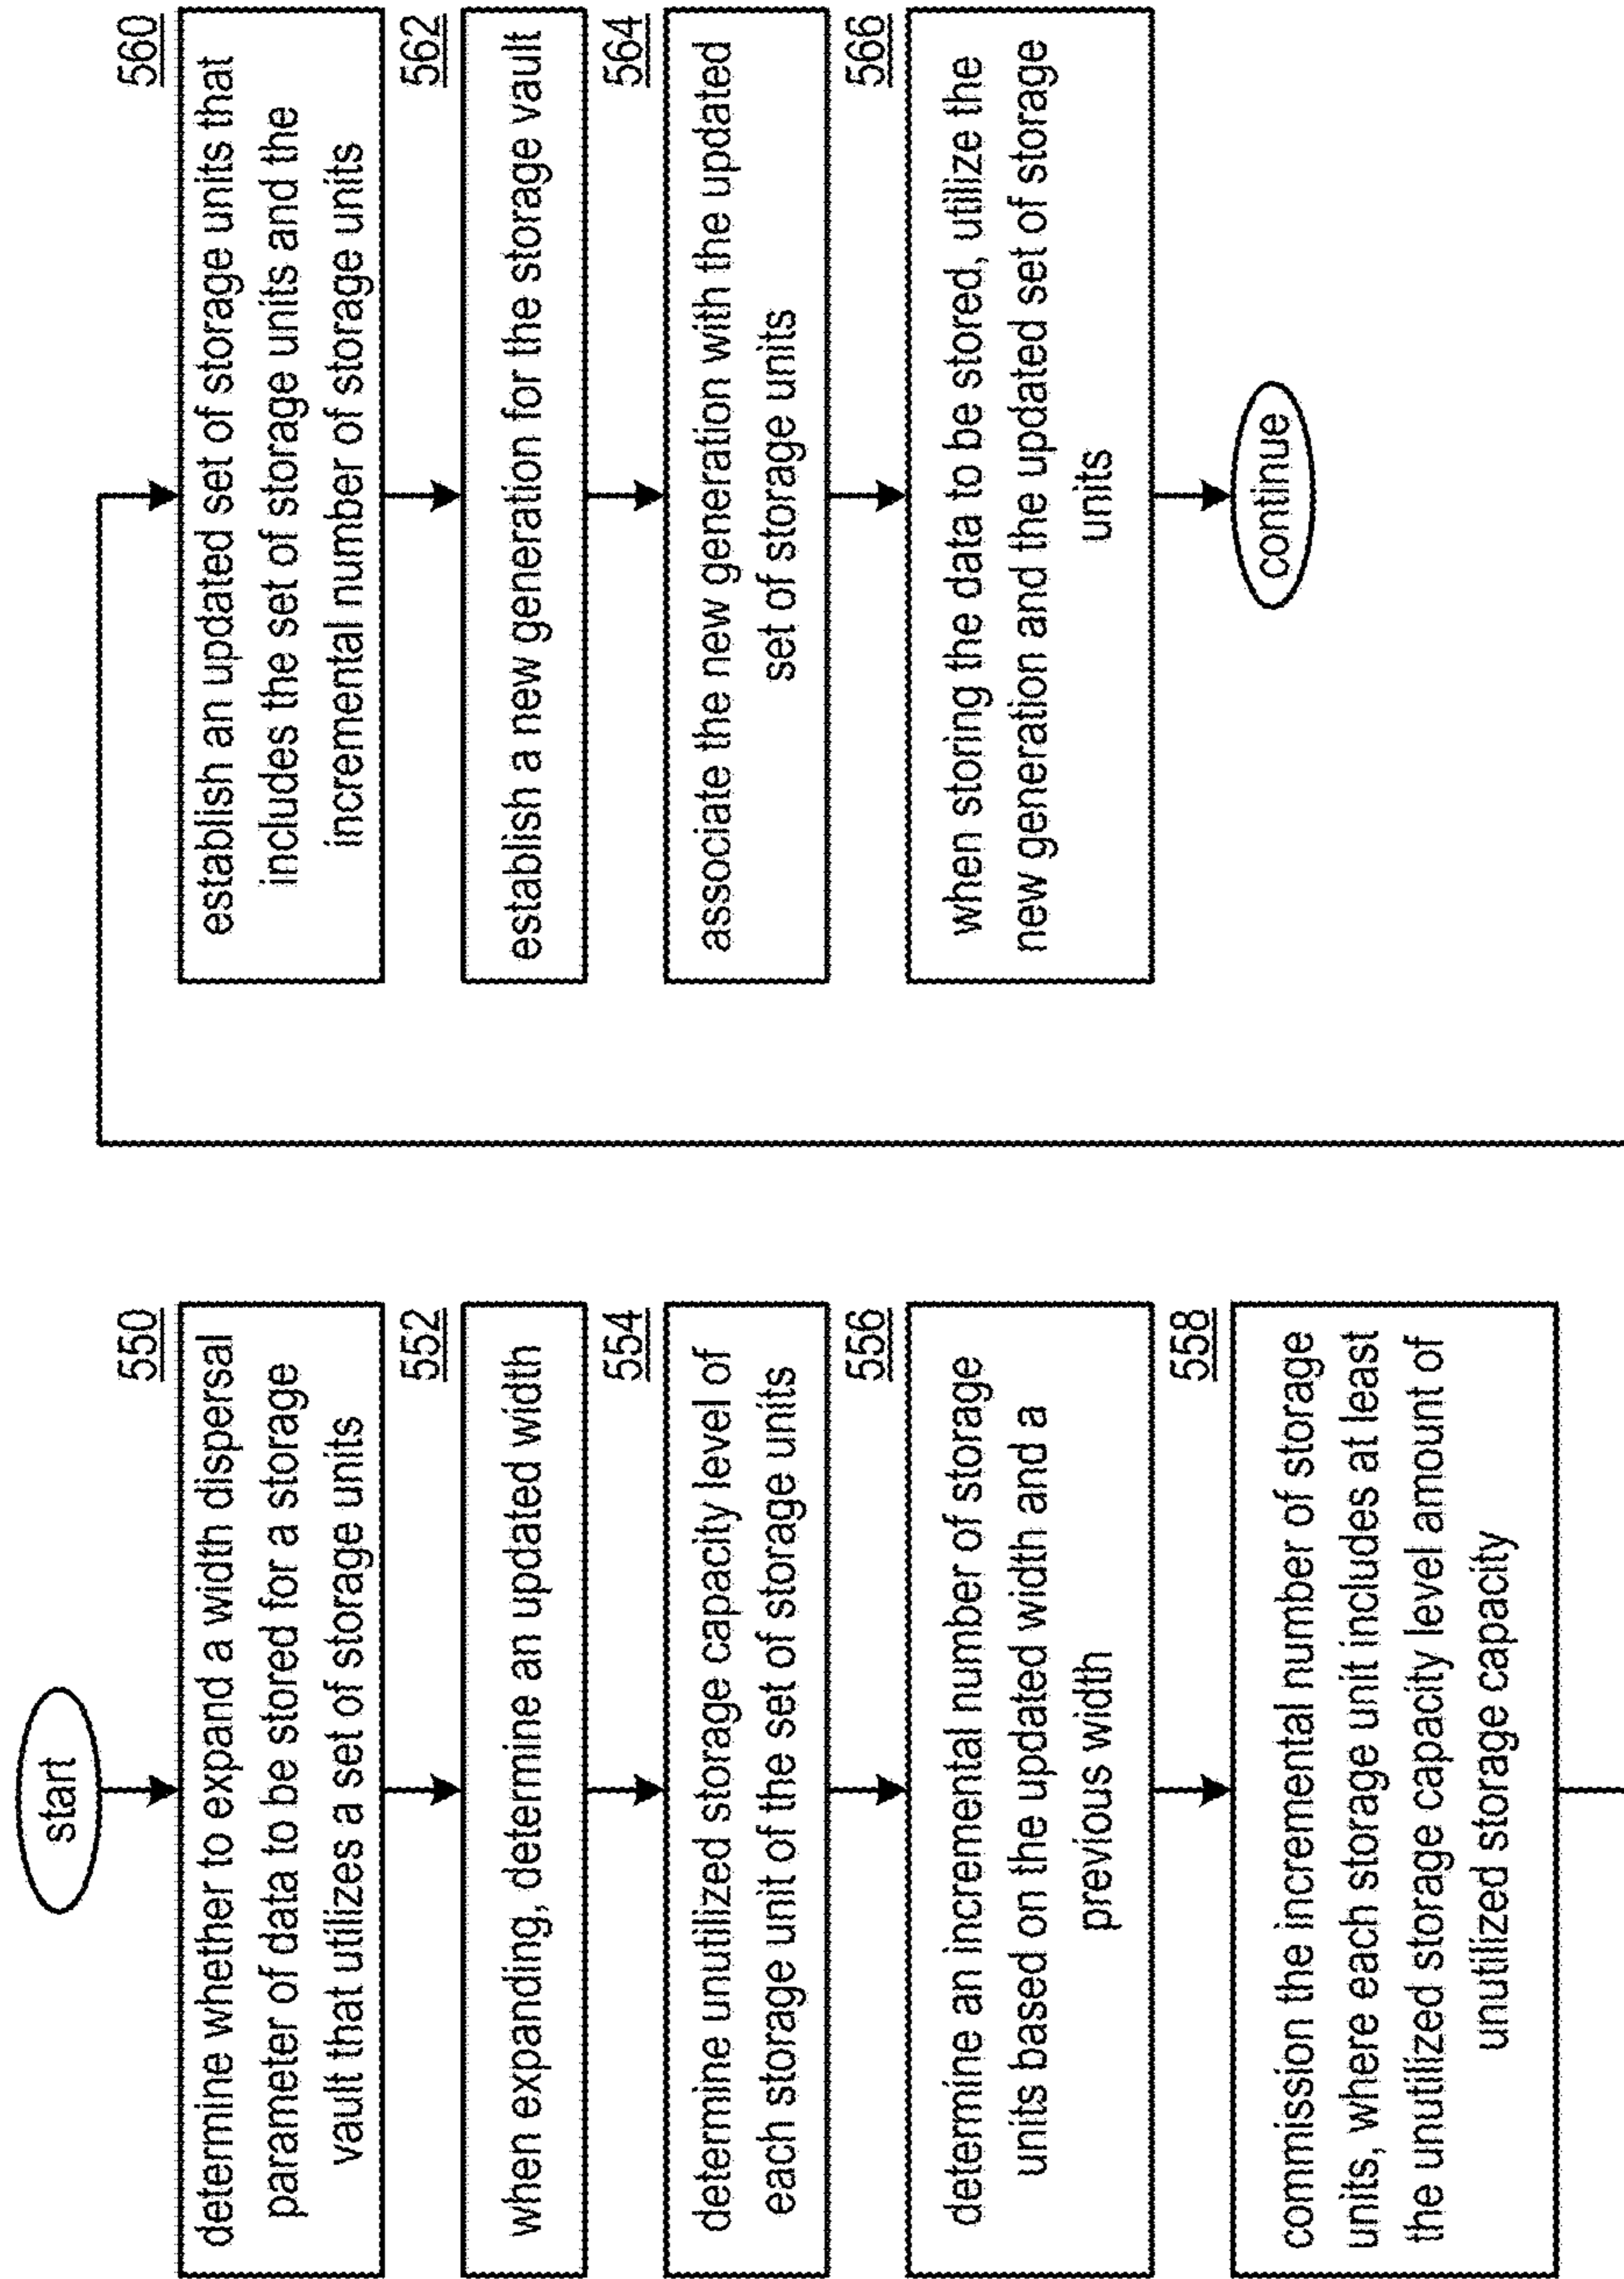 start
550
determine whether to expand a width dispersal
parameter of data to be stored for a storage
vault that utilizes a set of storage units
552
when expanding, determine an updated width
554
determine unutilized storage capacity level of
each storage unit of the set of storage units
556
determine an incremental number of storage
units based on the updated width and a
previous width
558
commission the incremental number of storage
units, where each storage unit includes at least
the unutilized storage capacity level amount of
unutilized storage capacity
560
establish an updated set of storage units that
includes the set of storage units and the
incremental number of storage units
562
establish a new generation for the storage vault
564
associate the new generation with the updated
set of storage units
566
when storing the data to be stored, utilize the
new generation and the updated set of storage
units
continue